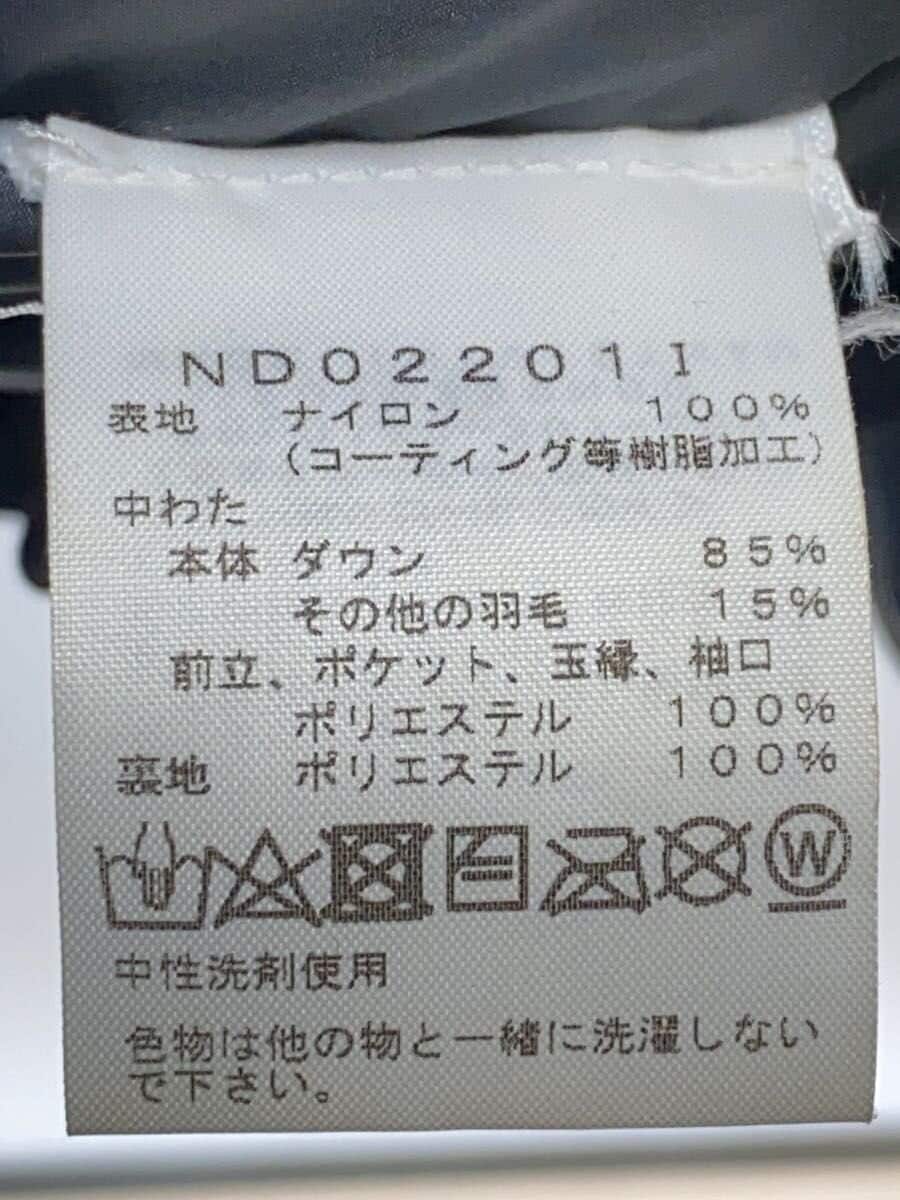 ND02201I
表地 ナイロン 100%
(コーティング等樹脂加工)
中わた
本体 ダウン 85%
その他の羽毛 15%
前立、ポケット、玉縁、袖口
ポリエステル 100%
裏地 ポリエステル 100%
W
中性洗剤使用
色物は他の物と一緒に洗濯しない
で下さい。